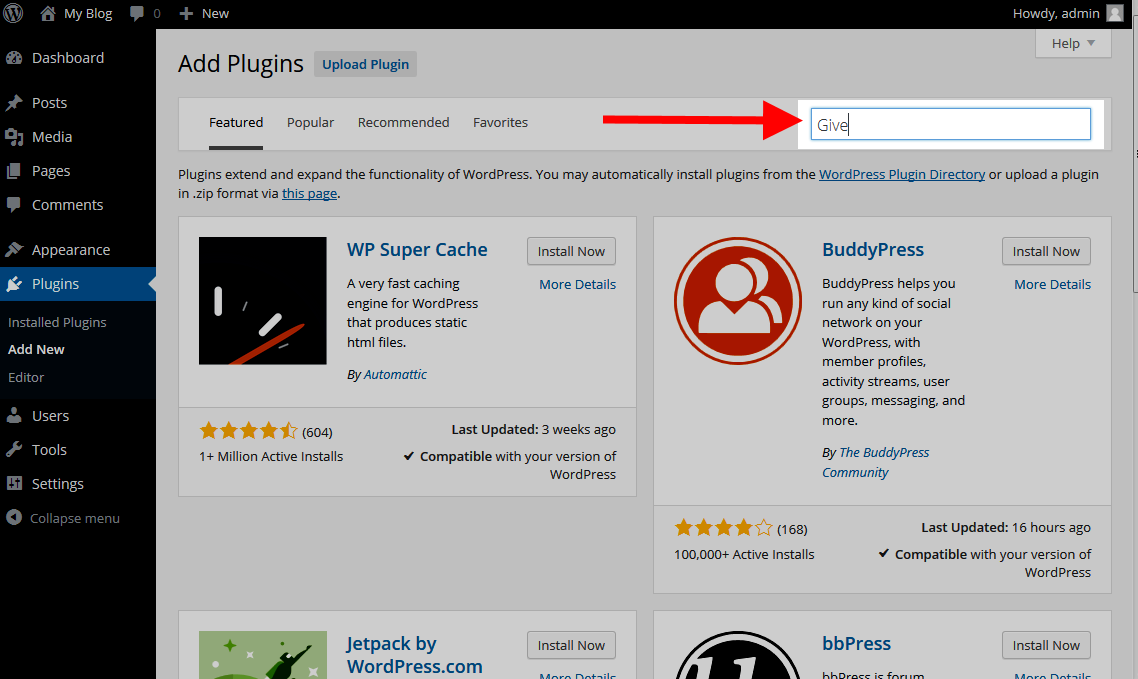 My Blog 0 New Howdy, admin
Help
Dashboard
Posts
Media
Pages
Comments
Appearance
Plugins
Installed Plugins
Add New
Editor
Users
Tools
Settings
Collapse menu
Add Plugins Upload Plugin
Featured Popular Recommended Favorites Give
Plugins extend and expand the functionality of WordPress. You may automatically install plugins from the WordPress Plugin Directory or upload a plugin
in .zip format via this page.
WP Super Cache Install Now
More Details
A very fast caching
engine for WordPress
that produces static
html files.
By Automattic
(604) Last Updated: 3 weeks ago
1+ Million Active Installs Compatible with your version of
WordPress
BuddyPress Install Now
More Details
BuddyPress helps you
run any kind of social
network on your
WordPress, with
member profiles,
activity streams, user
groups, messaging, and
more.
By The BuddyPress
Community
(168) Last Updated: 16 hours ago
100,000+ Active Installs Compatible with your version of
WordPress
Jetpack by
WordPress.com
Install Now
More Details
bbPress Install Now
More Details
bbPress is forum